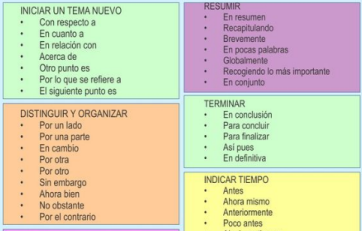 INICIAR UN TEMA NUEVO
• Con respecto a
• En cuanto a
• En relación con
• Acerca de
• Otro punto es
• Por lo que se refiere a
• El siguiente punto es
DISTINGUIR Y ORGANIZAR
• Por un lado
• Por una parte
• En cambio
• Por otra
• Por otro
• Sin embargo
• Ahora bien
• No obstante
• Por el contrario
RESUMIR
• En resumen
• Recapitulando
• Brevemente
• En pocas palabras
• Globalmente
• Recogiendo lo más importante
• En conjunto
TERMINAR
• En conclusión
• Para concluir
• Para finalizar
• Así pues
• En definitiva
INDICAR TIEMPO
• Antes
• Ahora mismo
• Anteriormente
• Poco antes